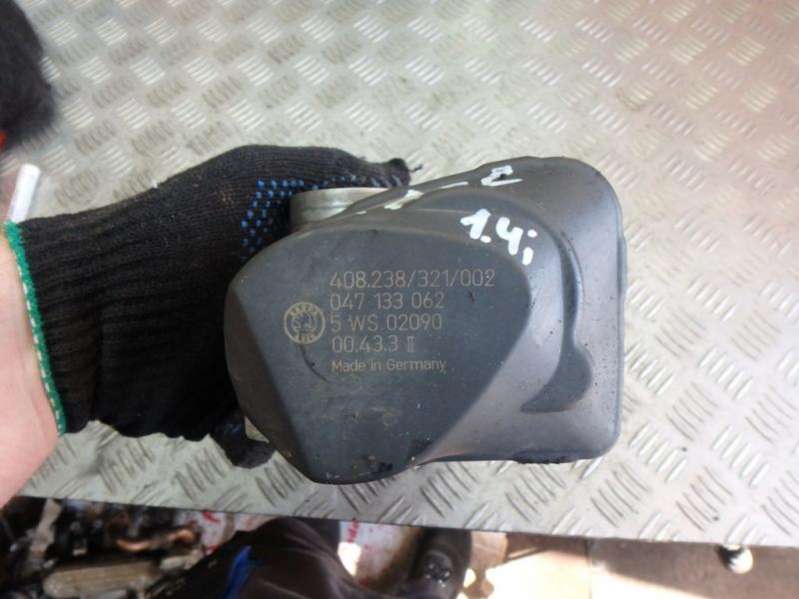 1.4i
408.238/321/002
047 133 062
5 WS.02090
00.43.3 II
Made in Germany